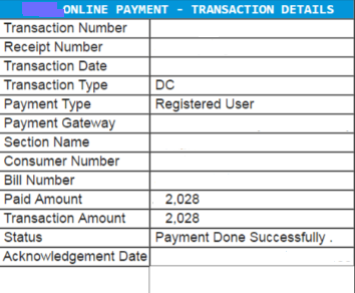 ONLINE PAYMENT - TRANSACTION DETAILS
Transaction Number
Receipt Number
Transaction Date
Transaction Type DC
Payment Type Registered User
Payment Gateway
Section Name
Consumer Number
Bill Number
Paid Amount 2,028
Transaction Amount 2,028
Status Payment Done Successfully .
Acknowledgement Date